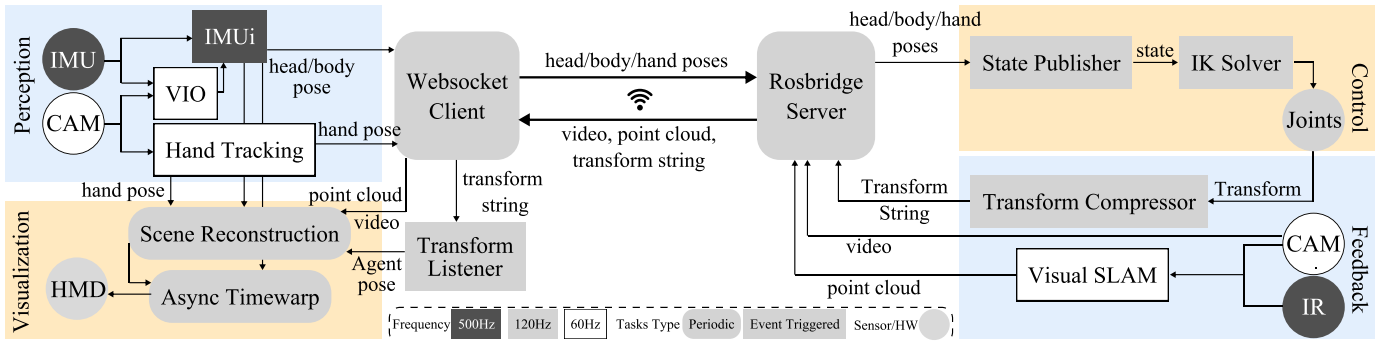 Perception
IMU
CAM
IMUi
VIO
Hand Tracking
head/body
pose
hand pose
hand pose
Websocket
Client
head/body/hand poses
video, point cloud,
transform string
Rosbridge
Server
head/body/hand
poses
State Publisher
state
IK Solver
Joints
Control
point cloud
video
transform
string
Transform
String
Transform Compressor
Transform
Visualization
Scene Reconstruction
Async Timewarp
HMD
Agent
pose
Transform
Listener
video
point cloud
Visual SLAM
CAM
.
IR
Feedback
Frequency 500Hz 120Hz 60Hz Tasks Type Periodic Event Triggered Sensor/HW